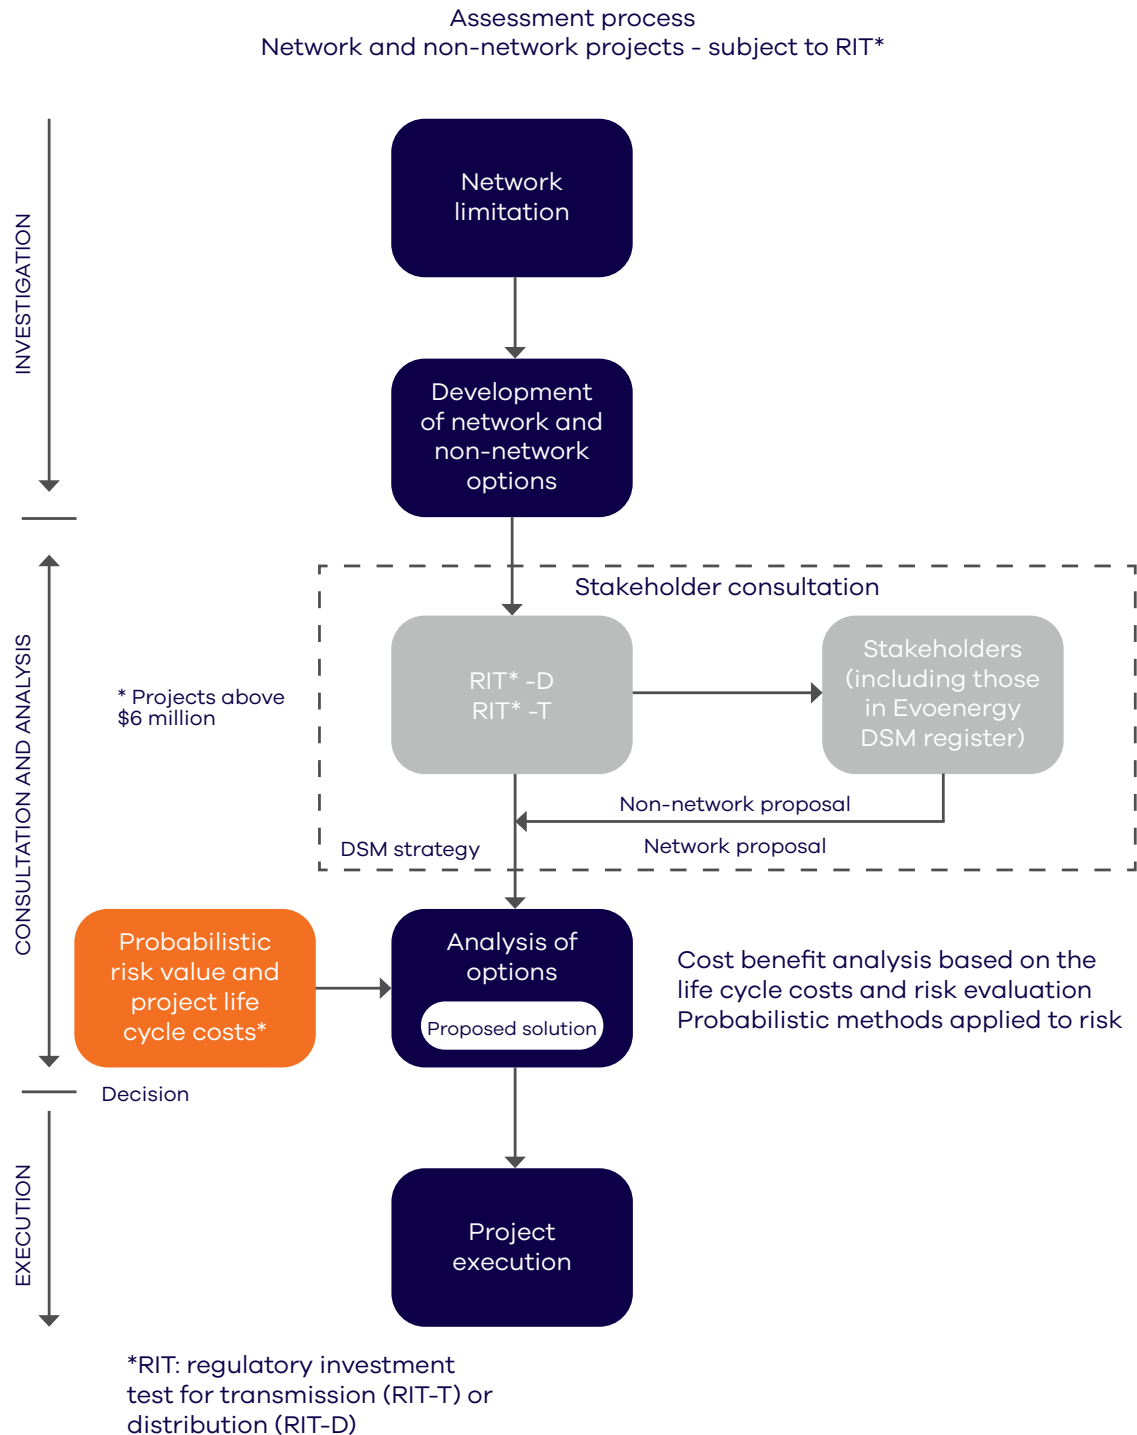 Assessment process
Network and non-network projects - subject to RIT*
INVESTIGATION
Network
limitation
Development
of network and
non-network
options
CONSULTATION AND ANALYSIS
* Projects above
$6 million
Stakeholder consultation
RIT* -D
RIT* -T
Stakeholders
(including those
in Evoenergy
DSM register)
Non-network proposal
DSM strategy
Network proposal
Probabilistic
risk value and
project life
cycle costs*
Analysis of
options
Proposed solution
Cost benefit analysis based on the
life cycle costs and risk evaluation
Probabilistic methods applied to risk
Decision
EXECUTION
Project
execution
*RIT: regulatory investment
test for transmission (RIT-T) or
distribution (RIT-D)